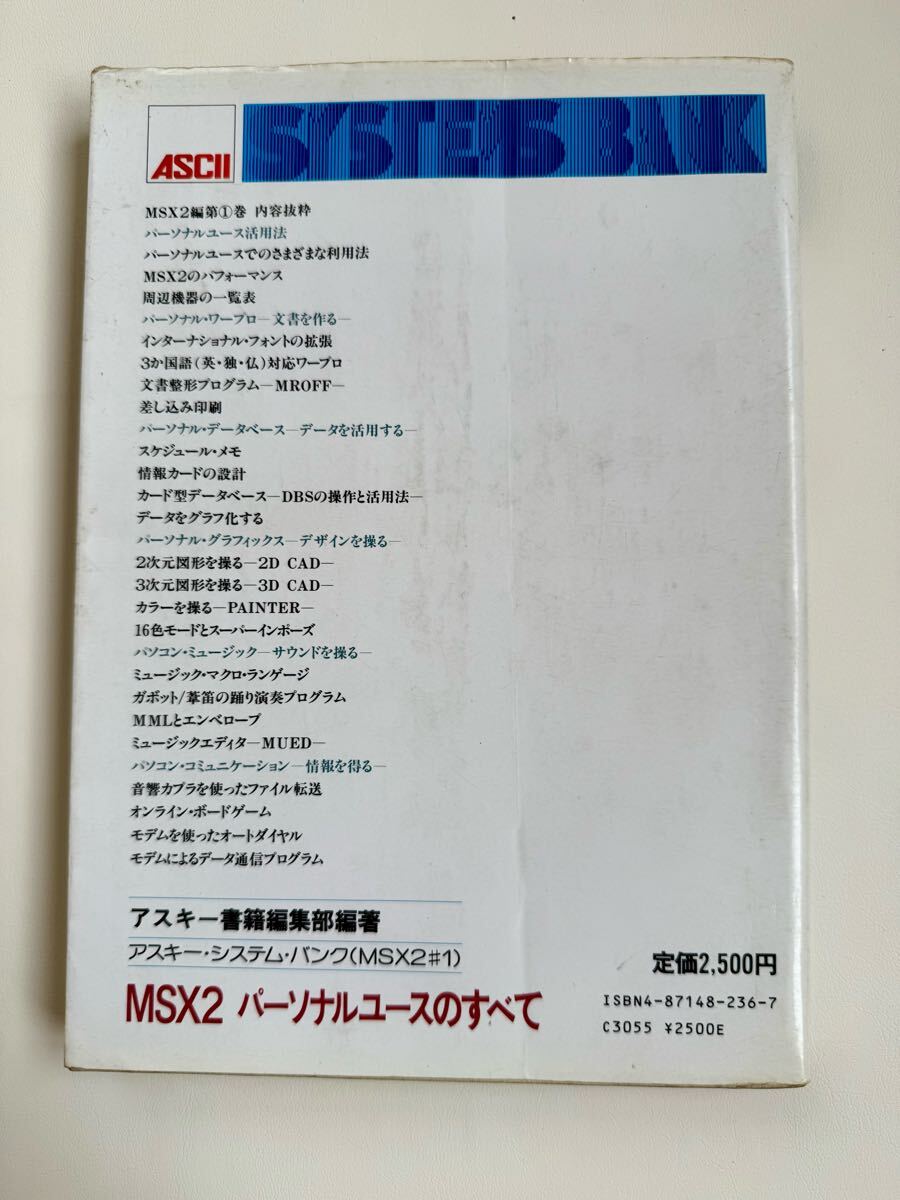 ASCII SYSTEMS BANK
MSX2編第①巻 内容抜粋
パーソナルユース活用法
パーソナルユースでのさまざまな利用法
MSX2のパフォーマンス
周辺機器の一覧表
パーソナル・ワープロ—文書を作る—
インターナショナル・フォントの拡張
3か国語(英・独・仏)対応ワープロ
文書整形プログラム—MROFF—
差し込み印刷
パーソナル・データベース—データを活用する—
スケジュール・メモ
情報カードの設計
カード型データベース—DBSの操作と活用法—
データをグラフ化する
パーソナル・グラフィックス—デザインを操る—
2次元図形を操る—2D CAD—
3次元図形を操る—3D CAD—
カラーを操る—PAINTER—
16色モードとスーパーインポーズ
パソコン・ミュージック—サウンドを操る—
ミュージック・マクロ・ランゲージ
ガボット/葦笛の踊り演奏プログラム
MMLとエンベロープ
ミュージックエディタ—MUED—
パソコン・コミュニケーション—情報を得る—
音響カプラを使ったファイル転送
オンライン・ボードゲーム
モデムを使ったオートダイヤル
モデムによるデータ通信プログラム
アスキー書籍編集部編著
アスキー・システム・バンク(MSX2#1)
MSX2 パーソナルユースのすべて
定価2,500円
ISBN4-87148-236-7
C3055 ¥2500E